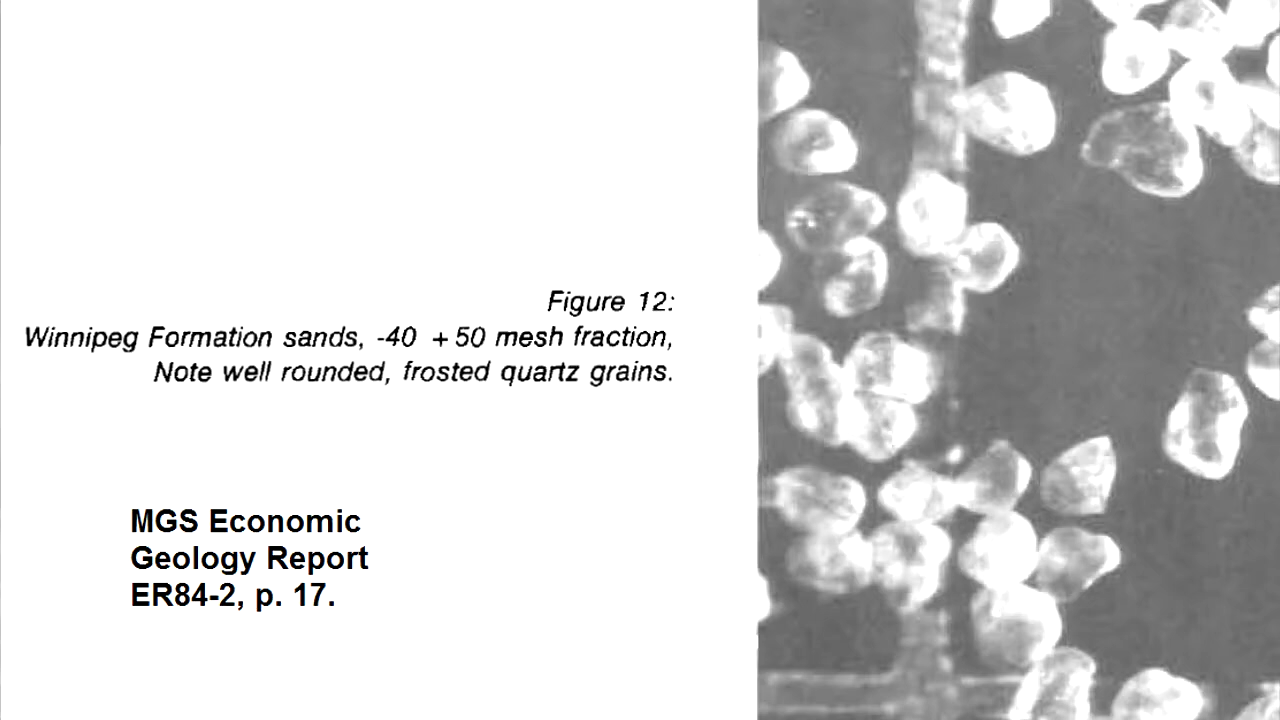 Figure 12:
Winnipeg Formation sands, -40 +50 mesh fraction,
Note well rounded, frosted quartz grains.
MGS Economic
Geology Report
ER84-2, p. 17.